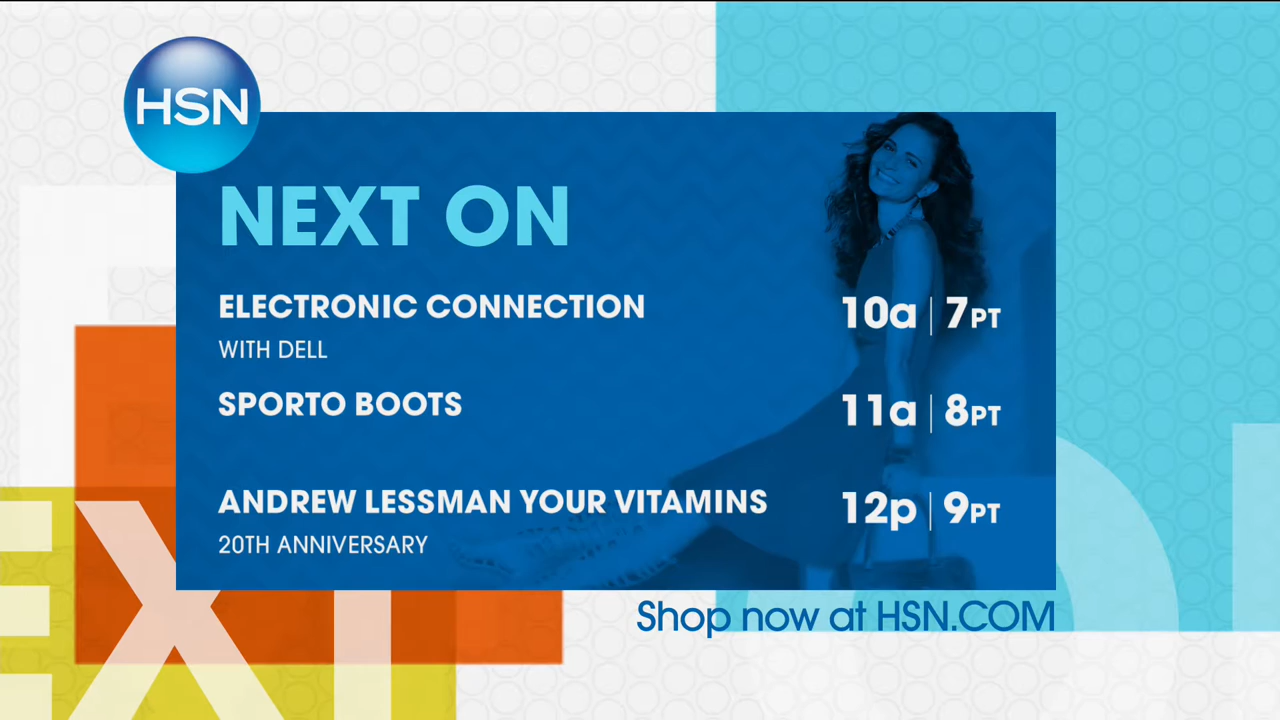 HSN
NEXT ON
ELECTRONIC CONNECTION 10a | 7PT
WITH DELL
SPORTO BOOTS 11a | 8PT
ANDREW LESSMAN YOUR VITAMINS 12p | 9PT
20TH ANNIVERSARY
Shop now at HSN.COM
EXT